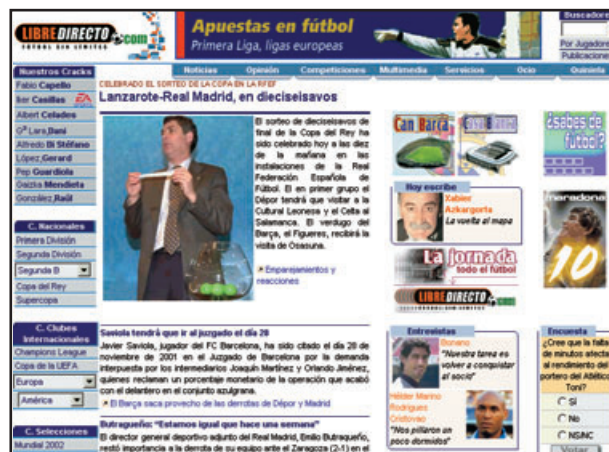 LIBREDIRECTO.com
FÚTBOL SIN LÍMITES
Apuestas en fútbol
Primera Liga, ligas europeas
Buscadore
Por Jugadore
Publicacione
Nuestros Cracks
Noticias
Opinión
Competiciones
Multimedia
Servicios
Ocio
Quiniela
Fabio Capello
Iker Casillas
Albert Celades
Gª Lara,Dani
Alfredo Di Stéfano
López,Gerard
Pep Guardiola
Gaizka Mendieta
González,Raúl
C. Nacionales
Primera División
Segunda División
Segunda B
Copa del Rey
Supercopa
C. Clubes
Internacionales
Champions League
Copa de la UEFA
Europa
América
C. Selecciones
Mundial 2002
CELEBRADO EL SORTEO DE LA COPA EN LA RFEF
Lanzarote-Real Madrid, en dieciseisavos
El sorteo de dieciseisavos de
final de la Copa del Rey ha
sido celebrado hoy a las diez
de la mañana en las
instalaciones de la Real
Federación Española de
Fútbol. El en primer grupo el
Dépor tendrá que visitar a la
Cultural Leonesa y el Celta al
Salamanca. El verdugo del
Barça, el Figueres, recibirá la
visita de Osasuna.
Emparejamientos y
reacciones
Saviola tendrá que ir al juzgado el día 28
Javier Saviola, jugador del FC Barcelona, ha sido citado el día 28 de
noviembre de 2001 en el Juzgado de Barcelona por la demanda
interpuesta por los intermediarios Joaquín Martínez y Orlando Jiménez,
quienes reclaman un porcentaje monetario de la operación que acabó
con el delantero en el conjunto azulgrana.
El Barça saca provecho de las derrotas de Dépor y Madrid
Butragueño: "Estamos igual que hace una semana"
El director general deportivo adjunto del Real Madrid, Emilio Butragueño,
restó importancia a la derrota de su equipo ante el Zaragoza (2-1) en el
Can Barça
Casa Blanca
Hoy escribe
Xabier
Azkargorta
La vuelta al mapa
La jornada
todo el fútbol
LIBREDIRECTO.com
Entrevistas
Bonano
"Nuestra tarea es
volver a conquistar
al socio"
Hélder Marino
Rodrigues
Cristovao
"Nos pillaron un
poco dormidos"
¿sabes de
futbol?
maradona
10
Encuesta
¿Cree que la falta
de minutos afecta
al rendimiento del
portero del Atlético
Toni?
Sí
No
NS/NC
Votar